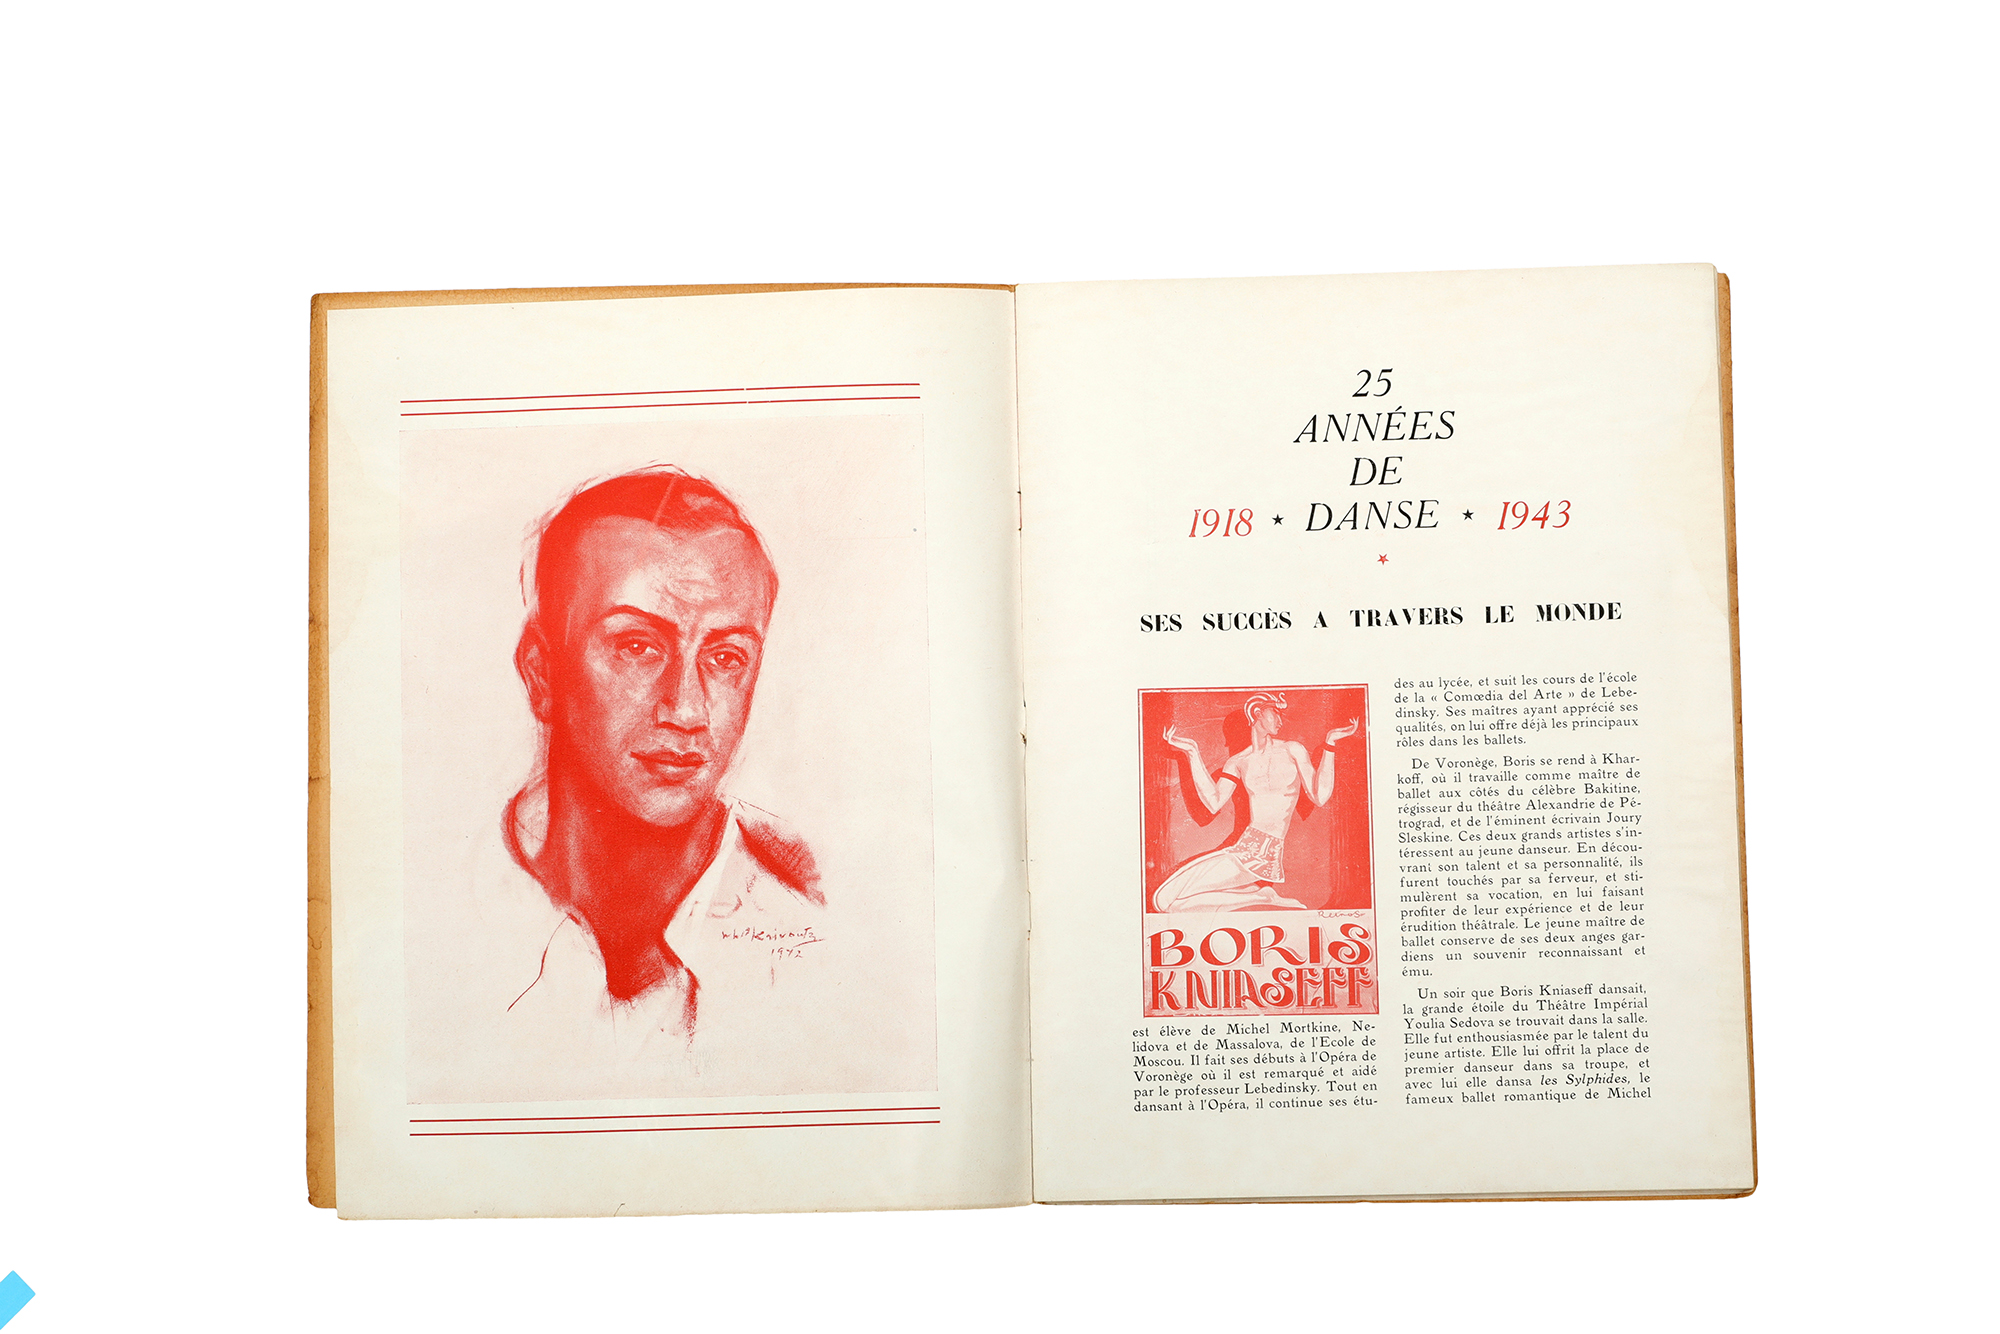 1942
25
ANNÉES
DE
1918 ★ DANSE ★ 1943
SES SUCCÈS A TRAVERS LE MONDE
BORIS
KNIASEFF
est élève de Michel Mortkine, Ne-
lidova et de Massalova, de l'Ecole de
Moscou. Il fait ses débuts à l'Opéra de
Voronège où il est remarqué et aidé
par le professeur Lebedinsky. Tout en
dansant à l'Opéra, il continue ses étu-
des au lycée, et suit les cours de l'école
de la « Comœdia del Arte » de Lebe-
dinsky. Ses maîtres ayant apprécié ses
qualités, on lui offre déjà les principaux
rôles dans les ballets.
De Voronège, Boris se rend à Khar-
koff, où il travaille comme maître de
ballet aux côtés du célèbre Bakitine,
régisseur du théâtre Alexandrie de Pé-
trograd, et de l'éminent écrivain Joury
Sleskine. Ces deux grands artistes s'in-
téressent au jeune danseur. En décou-
vrant son talent et sa personnalité, ils
furent touchés par sa ferveur, et sti-
mulèrent sa vocation, en lui faisant
profiter de leur expérience et de leur
érudition théâtrale. Le jeune maître de
ballet conserve de ses deux anges gar-
diens un souvenir reconnaissant et
ému.
Un soir que Boris Kniaseff dansait,
la grande étoile du Théâtre Impérial
Youlia Sedova se trouvait dans la salle.
Elle fut enthousiasmée par le talent du
jeune artiste. Elle lui offrit la place de
premier danseur dans sa troupe, et
avec lui elle dansa les Sylphides, le
fameux ballet romantique de Michel